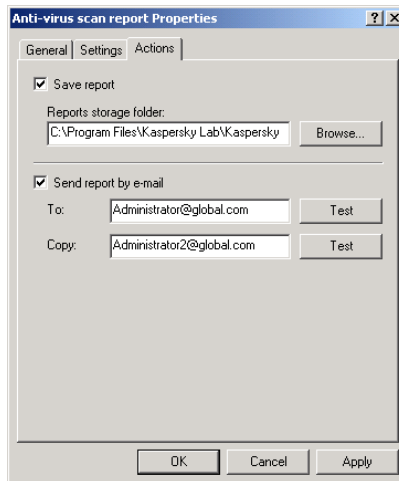 Anti-virus scan report Properties
General Settings Actions
Save report
Reports storage folder:
C:\Program Files\Kaspersky Lab\Kaspersky Browse...
Send report by e-mail
To: Administrator@global.com Test
Copy: Administrator2@global.com Test
OK Cancel Apply